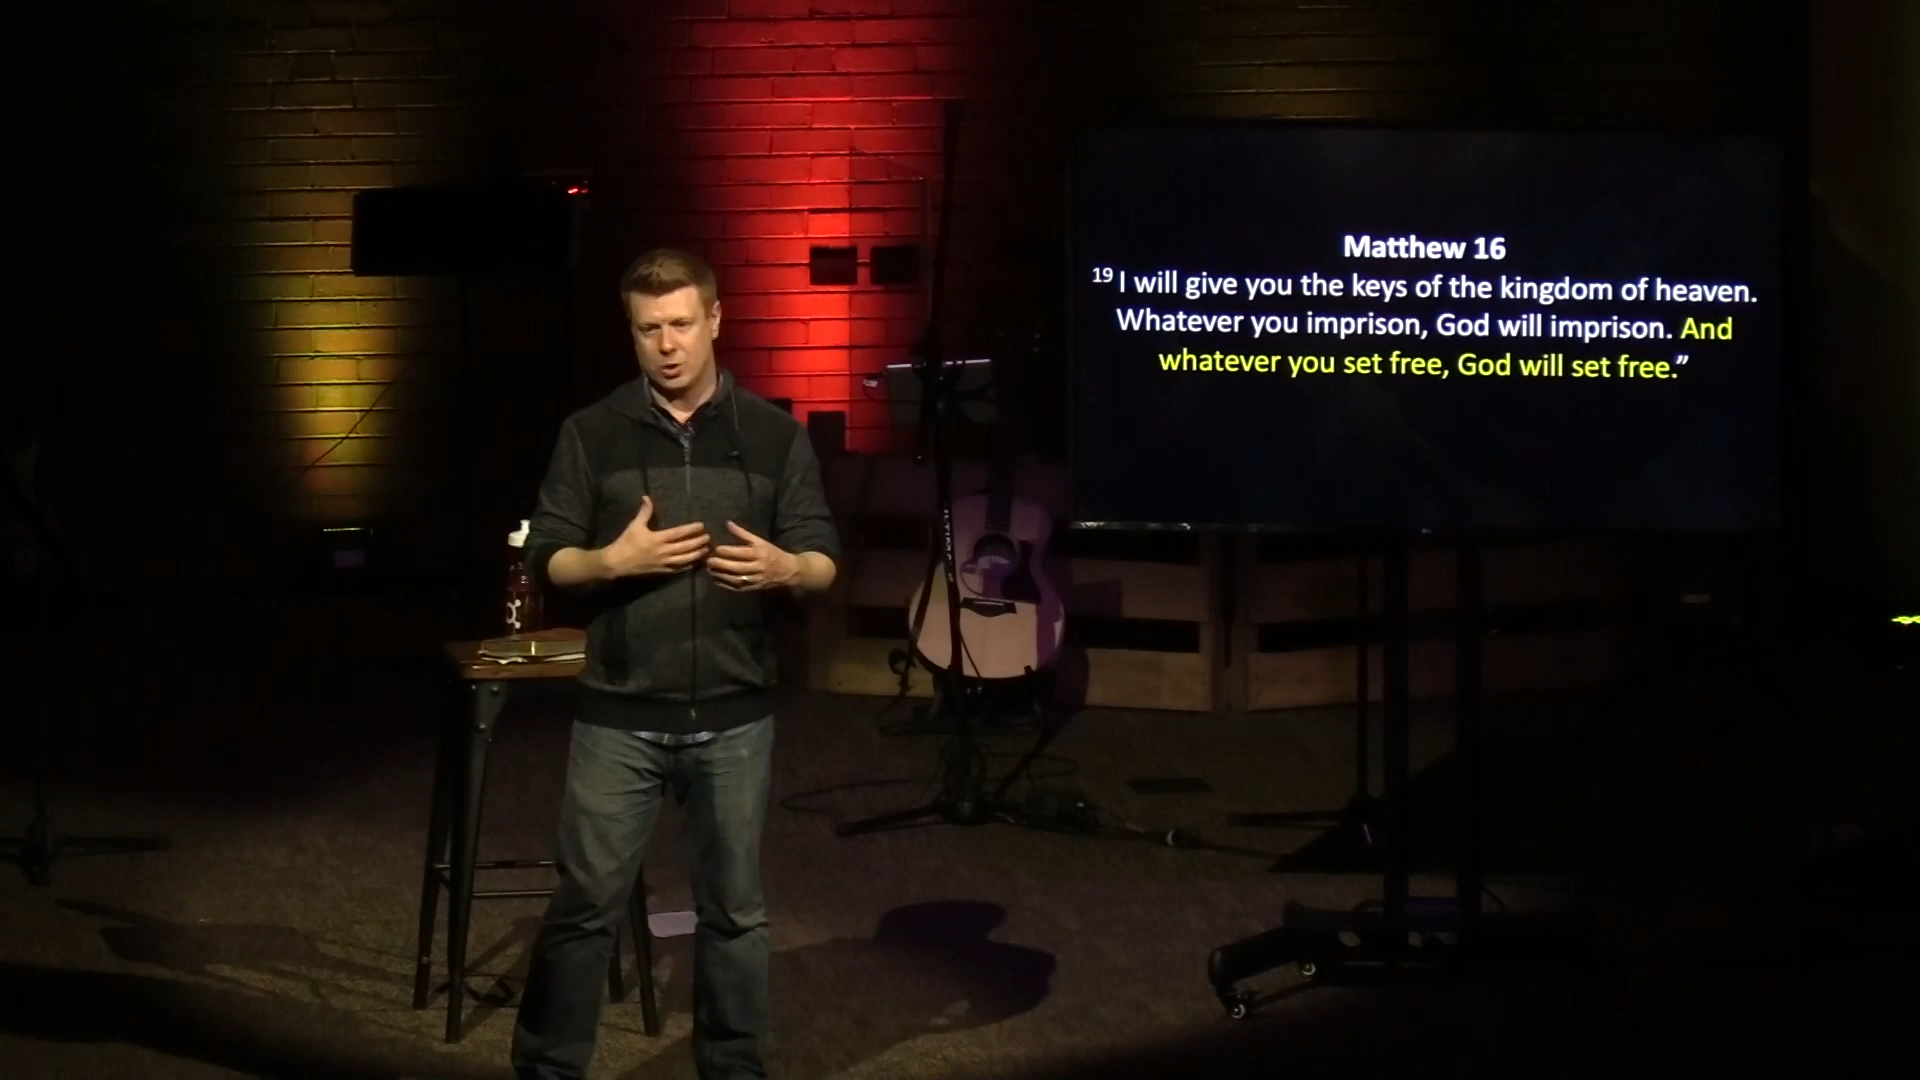 Matthew 16
19 I will give you the keys of the kingdom of heaven.
Whatever you imprison, God will imprison. And
whatever you set free, God will set free.”